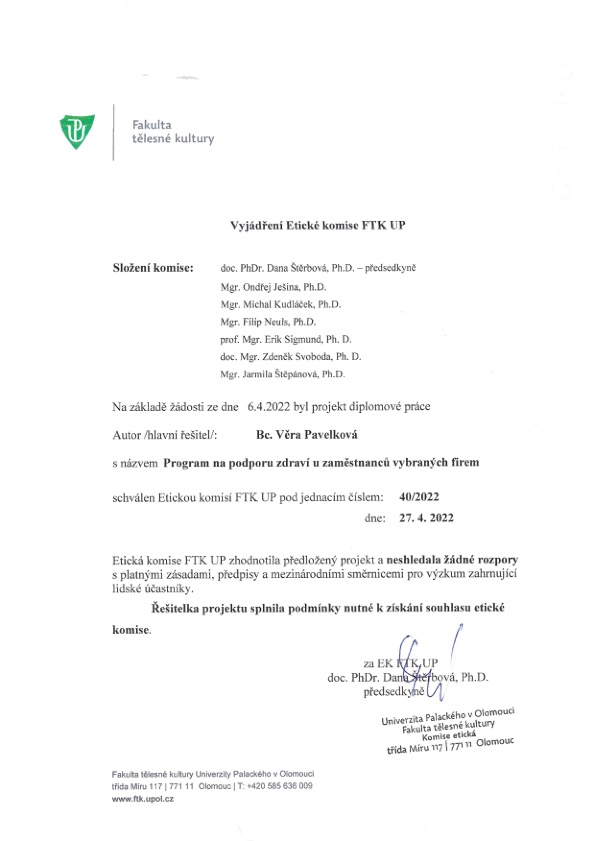 Fakulta
tělesné kultury
Vyjádření Etické komise FTK UP
Složení komise: doc. PhDr. Dana Štěrbová, Ph.D. – předsedkyně
Mgr. Ondřej Ješina, Ph.D.
Mgr. Michal Kudláček, Ph.D.
Mgr. Filip Neuls, Ph.D.
prof. Mgr. Erik Sigmund, Ph. D.
doc. Mgr. Zdeněk Svoboda, Ph. D.
Mgr. Jarmila Štěpánová, Ph.D.
Na základě žádosti ze dne 6.4.2022 byl projekt diplomové práce
Autor /hlavní řešitel/: Bc. Věra Pavelková
s názvem Program na podporu zdraví u zaměstnanců vybraných firem
schválen Etickou komisí FTK UP pod jednacím číslem: 40/2022
dne: 27. 4. 2022
Etická komise FTK UP zhodnotila předložený projekt a neshledala žádné rozpory
s platnými zásadami, předpisy a mezinárodními směrnicemi pro výzkum zahrnující
lidské účastníky.
Řešitelka projektu splnila podmínky nutné k získání souhlasu etické
komise.
za EK FTK UP
doc. PhDr. Dana Štěrbová, Ph.D.
předsedkyně
Univerzita Palackého v Olomouci
Fakulta tělesné kultury
Komise etická
třída Míru 117 | 771 11 Olomouc
Fakulta tělesné kultury Univerzity Palackého v Olomouci
třída Míru 117 | 771 11 Olomouc | T: +420 585 636 009
www.ftk.upol.cz